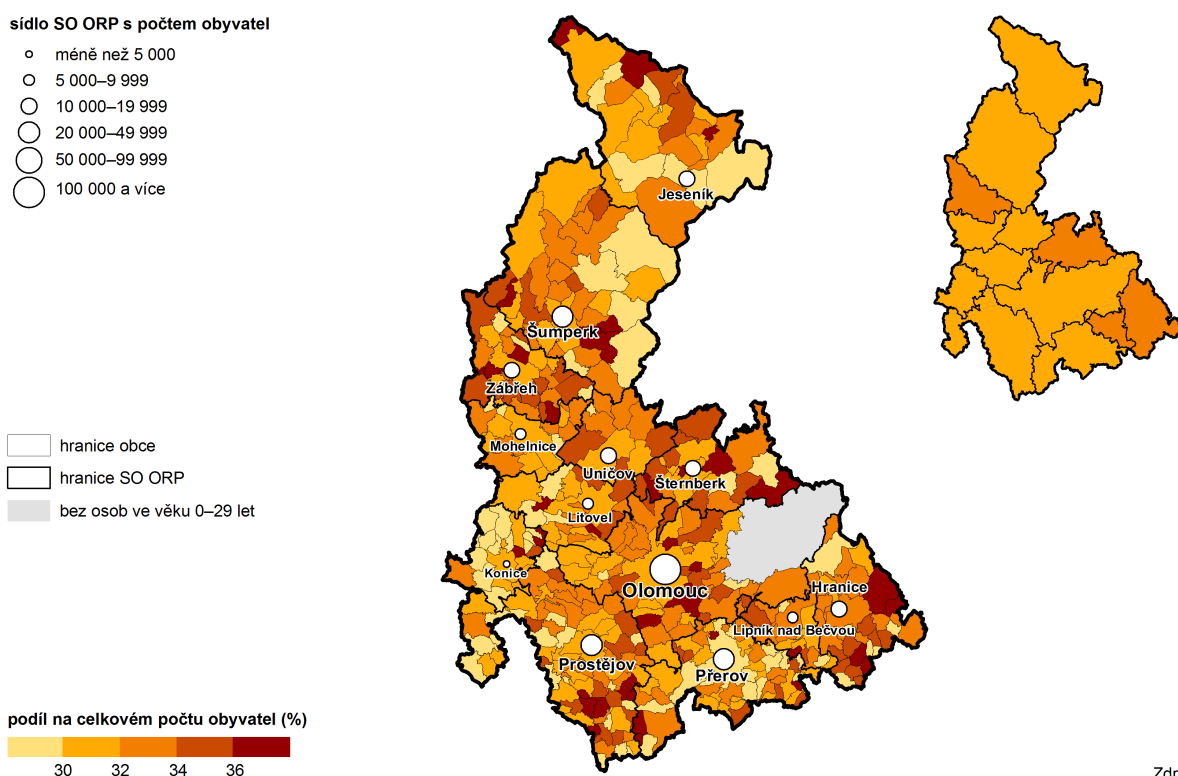 sídlo SO ORP s počtem obyvatel
méně než 5 000
5 000–9 999
10 000–19 999
20 000–49 999
50 000–99 999
100 000 a více
Jeseník
Šumperk
Zábřeh
Mohelnice
Uničov
Šternberk
Litovel
Konice
Olomouc
Hranice
Lipník nad Bečvou
Prostějov
Přerov
hranice obce
hranice SO ORP
bez osob ve věku 0–29 let
podíl na celkovém počtu obyvatel (%)
30 32 34 36
Zdr